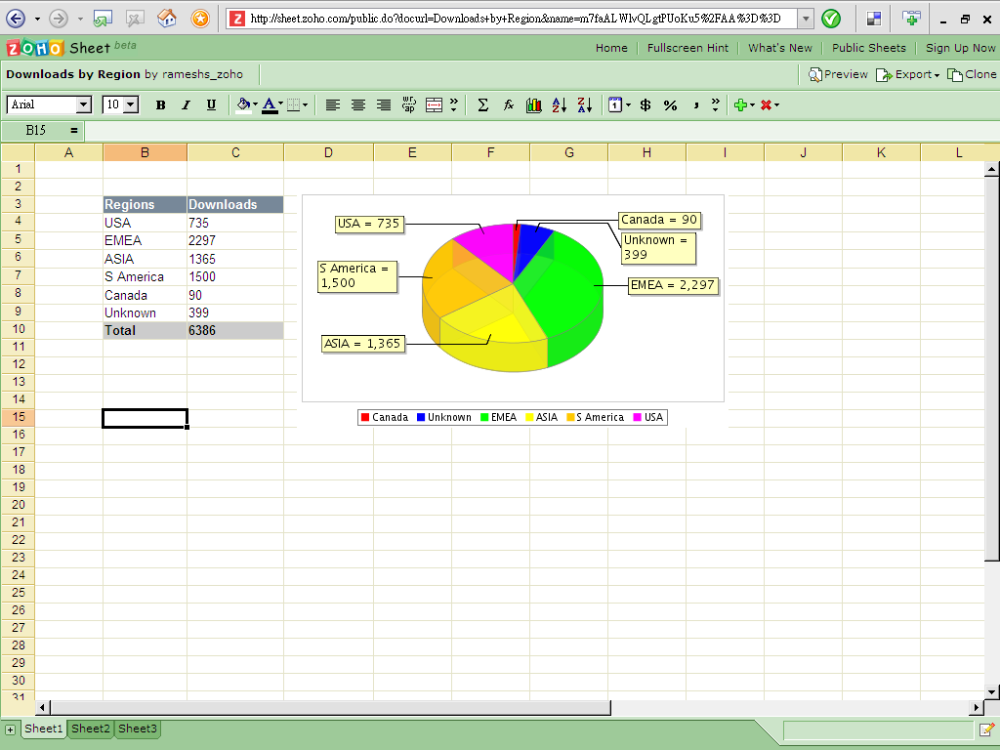 http://sheet.zoho.com/public.do?docurl=Downloads+by+Region&name=m7faALWlvQLgtPUoKu5%2FAA%3D%3D
ZOHO Sheet beta
Home Fullscreen Hint What's New Public Sheets Sign Up Now
Downloads by Region by rameshs_zoho
Preview Export Clone
Arial 10 B I U A Σ fx $ % ,
B15 =
A B C D E F G H I J K L
1
2
3 Regions Downloads
4 USA 735
5 EMEA 2297
6 ASIA 1365
7 S America 1500
8 Canada 90
9 Unknown 399
10 Total 6386
USA = 735
Canada = 90
Unknown =
399
S America =
1,500
EMEA = 2,297
ASIA = 1,365
Canada Unknown EMEA ASIA S America USA
11
12
13
14
15
16
17
18
19
20
21
22
23
24
25
26
27
28
29
30
31
Sheet1 Sheet2 Sheet3